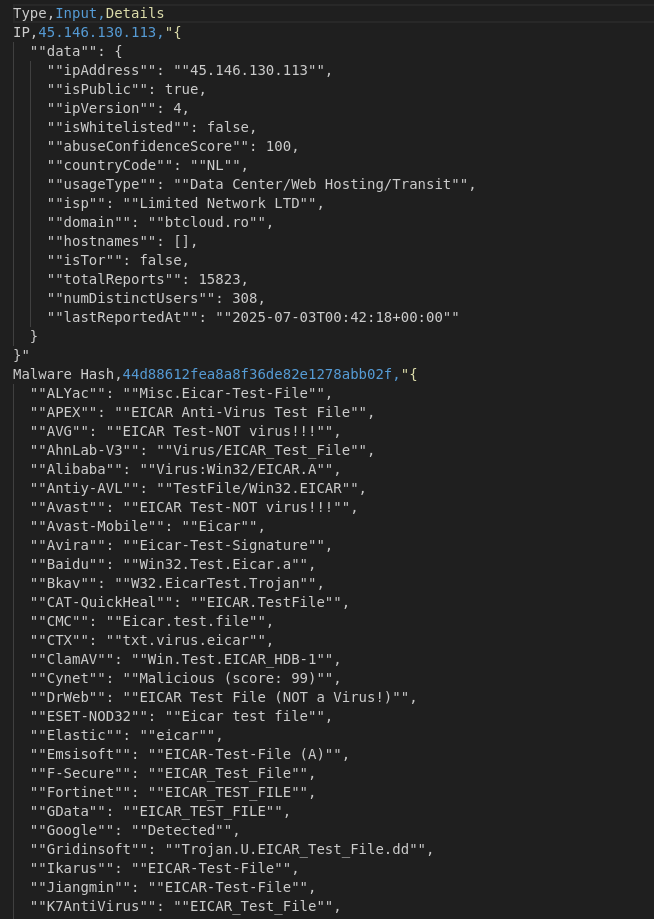 Type,Input,Details
IP,45.146.130.113,"{
""data"": {
""ipAddress"": ""45.146.130.113"",
""isPublic"": true,
""ipVersion"": 4,
""isWhitelisted"": false,
""abuseConfidenceScore"": 100,
""countryCode"": ""NL"",
""usageType"": ""Data Center/Web Hosting/Transit"",
""isp"": ""Limited Network LTD"",
""domain"": ""btcloud.ro"",
""hostnames"": [],
""isTor"": false,
""totalReports"": 15823,
""numDistinctUsers"": 308,
""lastReportedAt"": ""2025-07-03T00:42:18+00:00""
}
}"
Malware Hash,44d88612fea8a8f36de82e1278abb02f,"{
""ALYac"": ""Misc.Eicar-Test-File"",
""APEX"": ""EICAR Anti-Virus Test File"",
""AVG"": ""EICAR Test-NOT virus!!!"",
""AhnLab-V3"": ""Virus/EICAR_Test_File"",
""Alibaba"": ""Virus:Win32/EICAR.A"",
""Antiy-AVL"": ""TestFile/Win32.EICAR"",
""Avast"": ""EICAR Test-NOT virus!!!"",
""Avast-Mobile"": ""Eicar"",
""Avira"": ""Eicar-Test-Signature"",
""Baidu"": ""Win32.Test.Eicar.a"",
""Bkav"": ""W32.EicarTest.Trojan"",
""CAT-QuickHeal"": ""EICAR.TestFile"",
""CMC"": ""Eicar.test.file"",
""CTX"": ""txt.virus.eicar"",
""ClamAV"": ""Win.Test.EICAR_HDB-1"",
""Cynet"": ""Malicious (score: 99)"",
""DrWeb"": ""EICAR Test File (NOT a Virus!)"",
""ESET-NOD32"": ""Eicar test file"",
""Elastic"": ""eicar"",
""Emsisoft"": ""EICAR-Test-File (A)"",
""F-Secure"": ""EICAR_Test_File"",
""Fortinet"": ""EICAR_TEST_FILE"",
""GData"": ""EICAR_TEST_FILE"",
""Google"": ""Detected"",
""Gridinsoft"": ""Trojan.U.EICAR_Test_File.dd"",
""Ikarus"": ""EICAR-Test-File"",
""Jiangmin"": ""EICAR-Test-File"",
""K7AntiVirus"": ""EICAR_Test_File"",